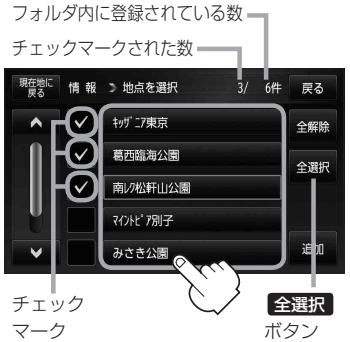 フォルダ内に登録されている数
チェックマークされた数
現在地に戻る 情 報 地点を選択 3/ 6件 戻る
ｷｯｻﾞﾆｱ東京 全解除
葛西臨海公園
全選択
南ﾚｱ松軒山公園
ﾏｲﾝﾄﾋﾟｱ別子
みさき公園 追加
チェック
マーク
全選択
ボタン